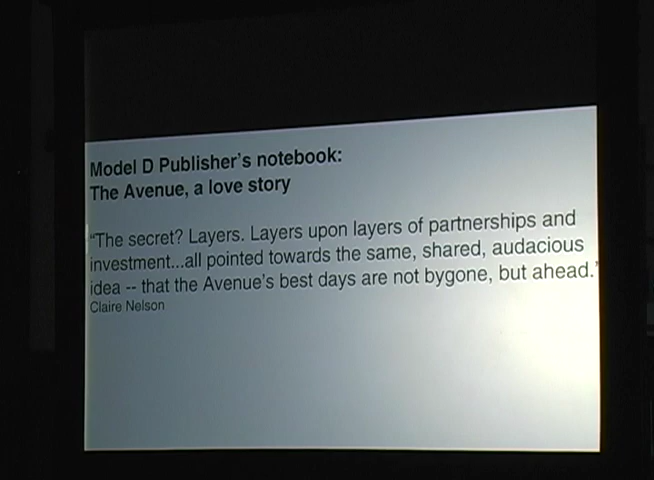 Model D Publisher's notebook:
The Avenue, a love story
"The secret? Layers. Layers upon layers of partnerships and
investment...all pointed towards the same, shared, audacious
idea -- that the Avenue's best days are not bygone, but ahead."
Claire Nelson